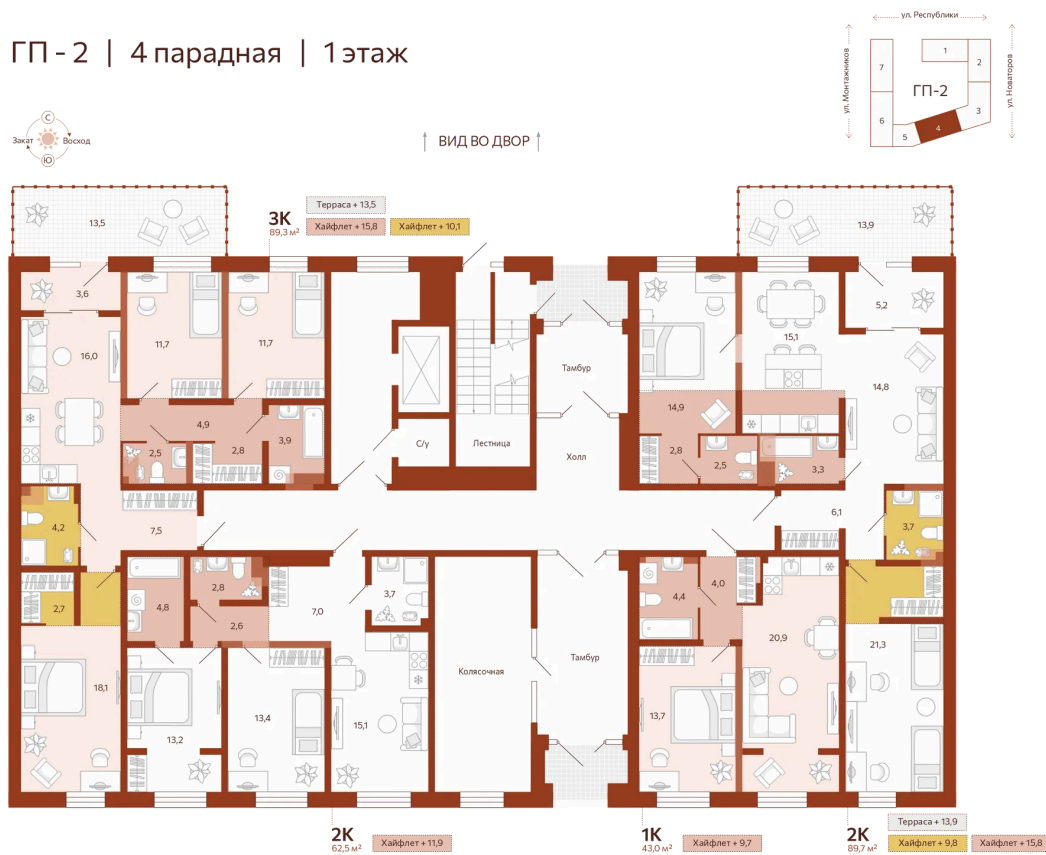 ул. Республики
ГП - 2 | 4 парадная | 1 этаж
1
2
7
ул. Монтажников
ГП-2
ул. Новаторов
3
6
4
5
С
Закат
Восход
Ю
ВИД ВО ДВОР
3К
89,3 м²
Терраса + 13,5
Хайфлет + 15,8
Хайфлет + 10,1
13,5
13,9
3,6
5,2
11,7
11,7
15,1
16,0
Тамбур
14,8
14,9
4,9
3,9
С/у
Лестница
2,5
2,8
Холл
2,8
2,5
3,3
4,2
7,5
6,1
3,7
2,8
3,7
4,0
4,4
2,7
4,8
7,0
2,6
20,9
21,3
Колясочная
Тамбур
18,1
13,4
15,1
13,7
13,2
2К
62,5 м²
Хайфлет + 11,9
1К
43,0 м²
Хайфлет + 9,7
2К
89,7 м²
Терраса + 13,9
Хайфлет + 9,8
Хайфлет + 15,8